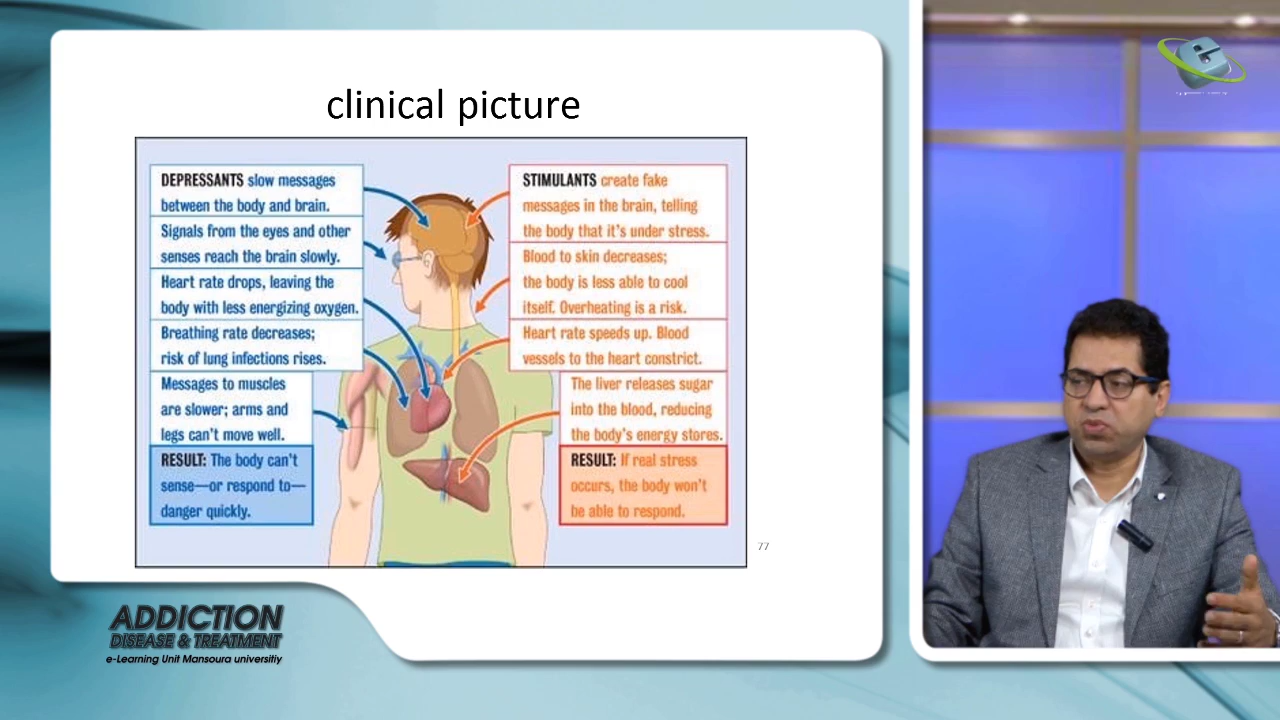 clinical picture
DEPRESSANTS slow messages
between the body and brain.
Signals from the eyes and other
senses reach the brain slowly.
Heart rate drops, leaving the
body with less energizing oxygen.
Breathing rate decreases;
risk of lung infections rises.
Messages to muscles
are slower; arms and
legs can't move well.
RESULT: The body can't
sense—or respond to—
danger quickly.
STIMULANTS create fake
messages in the brain, telling
the body that it's under stress.
Blood to skin decreases;
the body is less able to cool
itself. Overheating is a risk.
Heart rate speeds up. Blood
vessels to the heart constrict.
The liver releases sugar
into the blood, reducing
the body's energy stores.
RESULT: If real stress
occurs, the body won't
be able to respond.
77
ADDICTION
DISEASE & TREATMENT
e-Learning Unit Mansoura universitiy